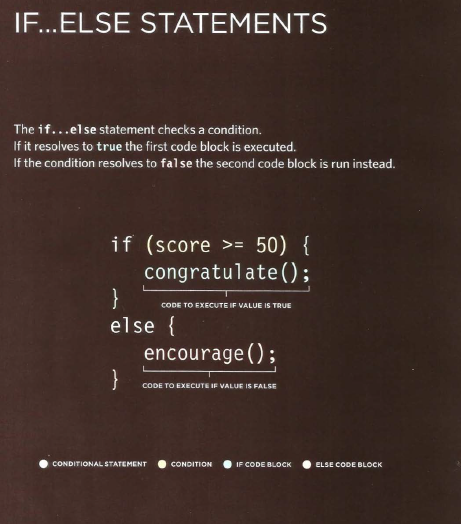 IF...ELSE STATEMENTS
The if...else statement checks a condition.
If it resolves to true the first code block is executed.
If the condition resolves to false the second code block is run instead.
if (score >= 50) {
congratulate();
}
CODE TO EXECUTE IF VALUE IS TRUE
else {
encourage();
}
CODE TO EXECUTE IF VALUE IS FALSE
CONDITIONAL STATEMENT CONDITION IF CODE BLOCK ELSE CODE BLOCK